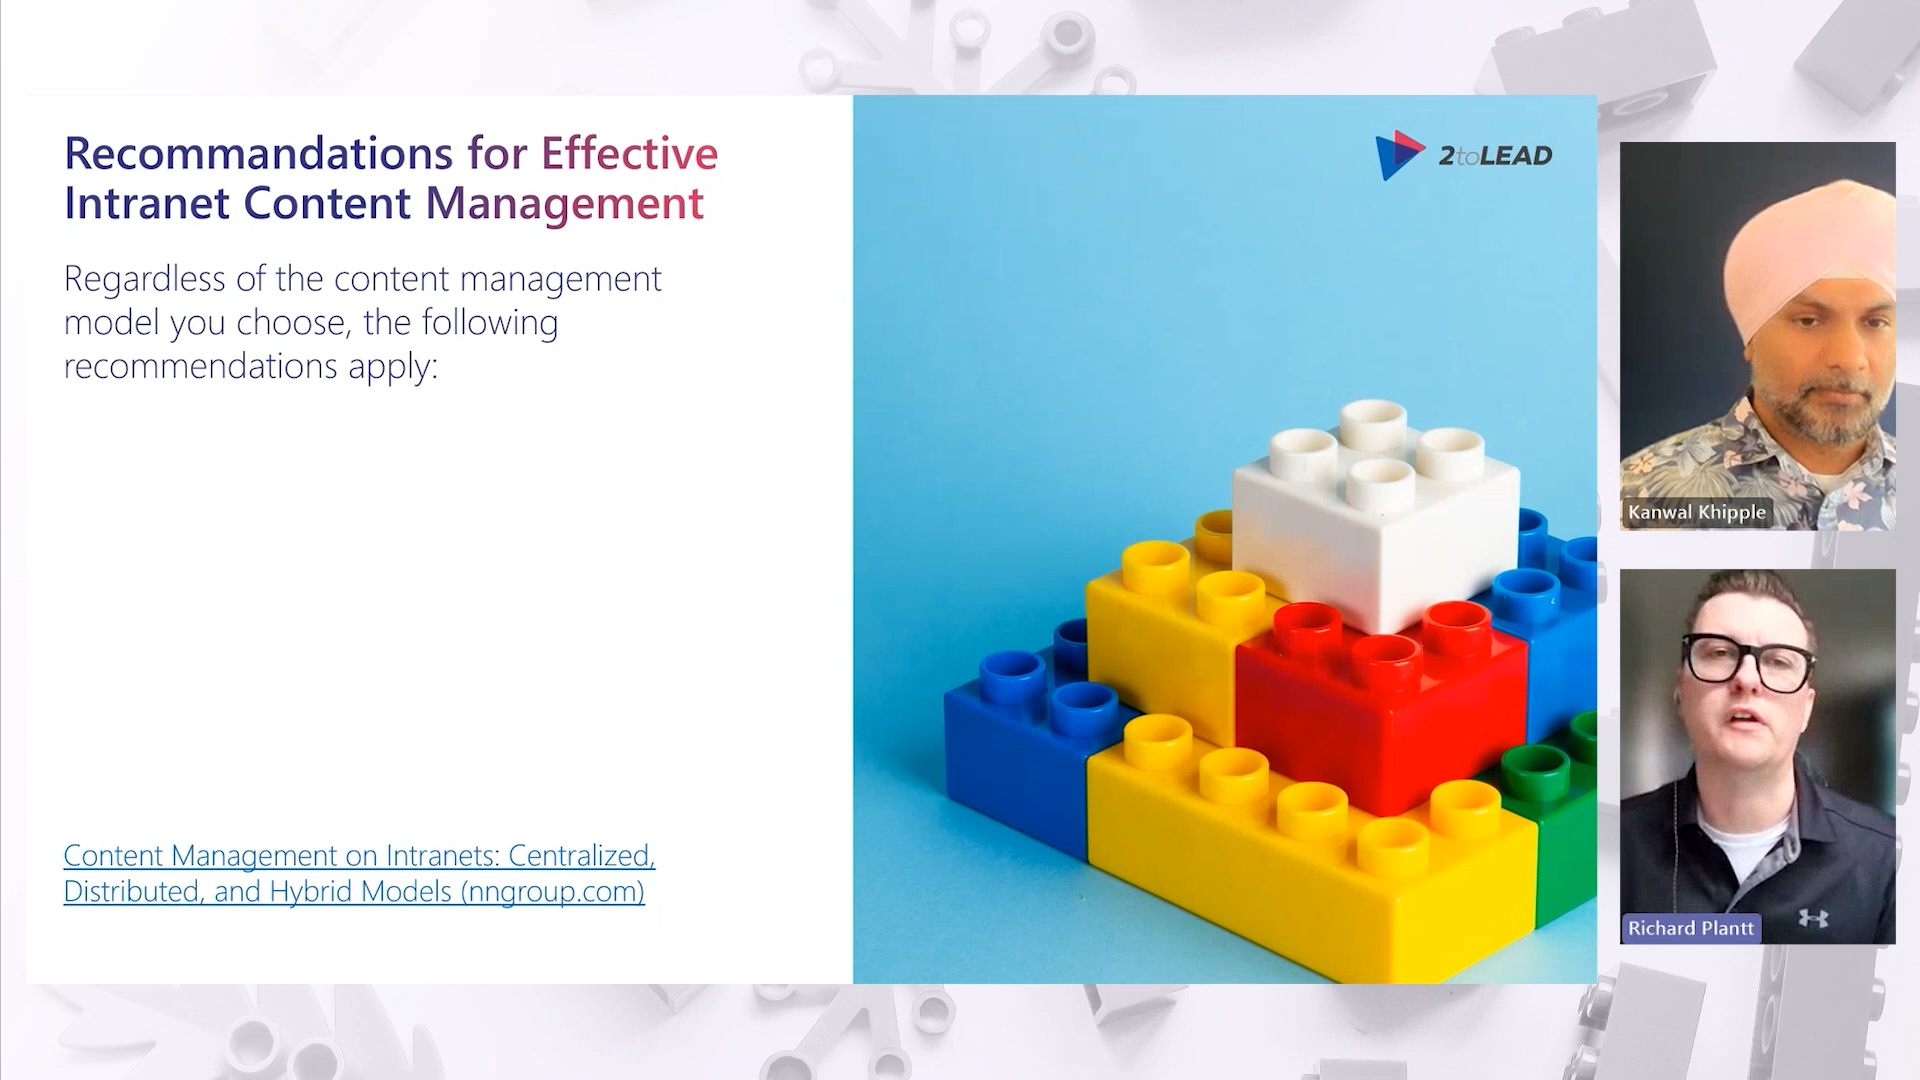 Recommandations for Effective
Intranet Content Management
Regardless of the content management
model you choose, the following
recommendations apply:
Content Management on Intranets: Centralized,
Distributed, and Hybrid Models (nngroup.com)
2toLEAD
Kanwal Khipple
Richard Plantt